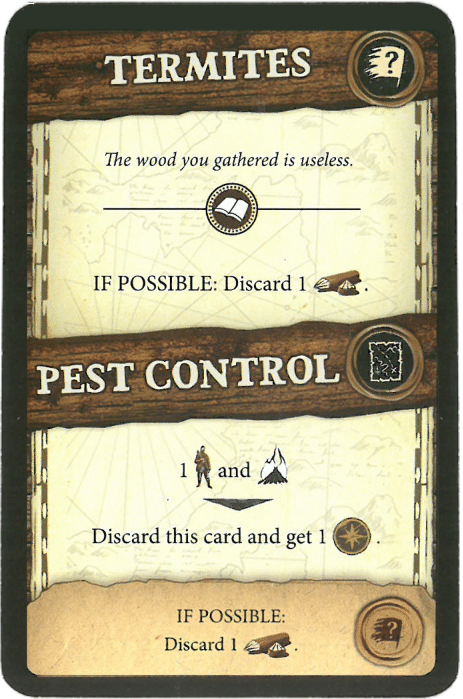 TERMITES
?
The wood you gathered is useless.
IF POSSIBLE: Discard 1 .
PEST CONTROL
1 and
Discard this card and get 1 .
IF POSSIBLE:
Discard 1 .
?